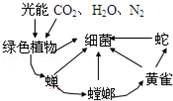 光能 CO₂、H₂O、N₂
绿色植物 细菌 蛇
蝉 螳螂 黄雀